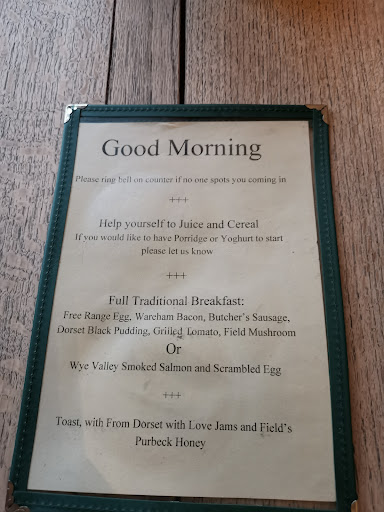 Good Morning
Please ring bell on counter if no one spots you coming in
+++
Help yourself to Juice and Cereal
If you would like to have Porridge or Yoghurt to start
please let us know
+++
Full Traditional Breakfast:
Free Range Egg, Wareham Bacon, Butcher's Sausage,
Dorset Black Pudding, Grilled Tomato, Field Mushroom
Or
Wye Valley Smoked Salmon and Scrambled Egg
+++
Toast, with From Dorset with Love Jams and Field's
Purbeck Honey